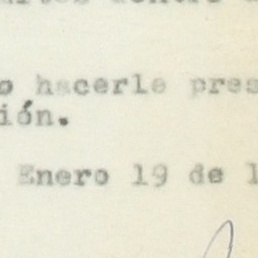 o hacerle pres
ión.
Enero 19 de 1